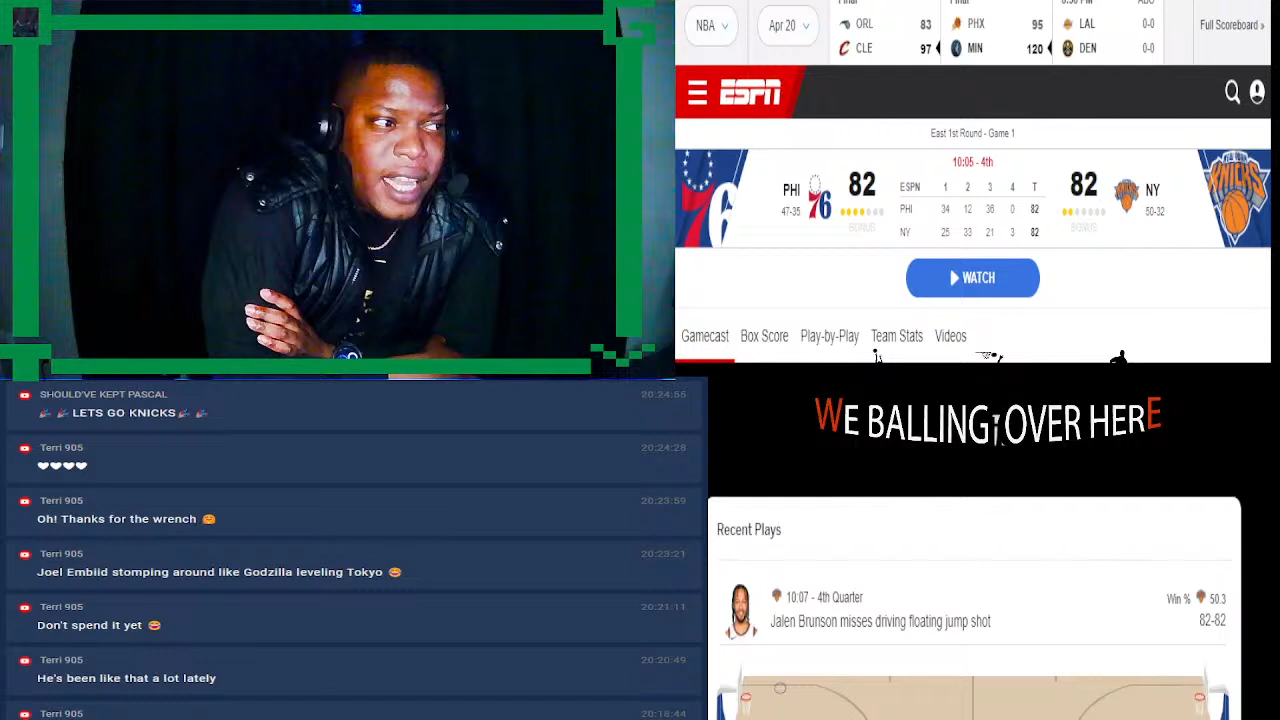 NBA
Apr 20
ORL 83
CLE 97
PHX 95
MIN 120
LAL 0-0
DEN 0-0
Full Scoreboard »
ESPN
East 1st Round - Game 1
10:05 - 4th
PHI
47-35
76
82
BONUS
ESPN 1 2 3 4 T
PHI 34 12 36 0 82
NY 25 33 21 3 82
82
BONUS
NY
50-32
KNICKS
WATCH
Gamecast Box Score Play-by-Play Team Stats Videos
SHOULD'VE KEPT PASCAL 20:24:55
🎉 🎉 LETS GO KNICKS 🎉 🎉
Terri 905 20:24:28
🤍🤍🤍🤍
Terri 905 20:23:59
Oh! Thanks for the wrench 🤗
Terri 905 20:23:21
Joel Embiid stomping around like Godzilla leveling Tokyo 😂
Terri 905 20:21:11
Don't spend it yet 😂
Terri 905 20:20:49
He's been like that a lot lately
Terri 905 20:18:44
WE BALLING OVER HERE
Recent Plays
10:07 - 4th Quarter
Jalen Brunson misses driving floating jump shot
Win % 50.3
82-82